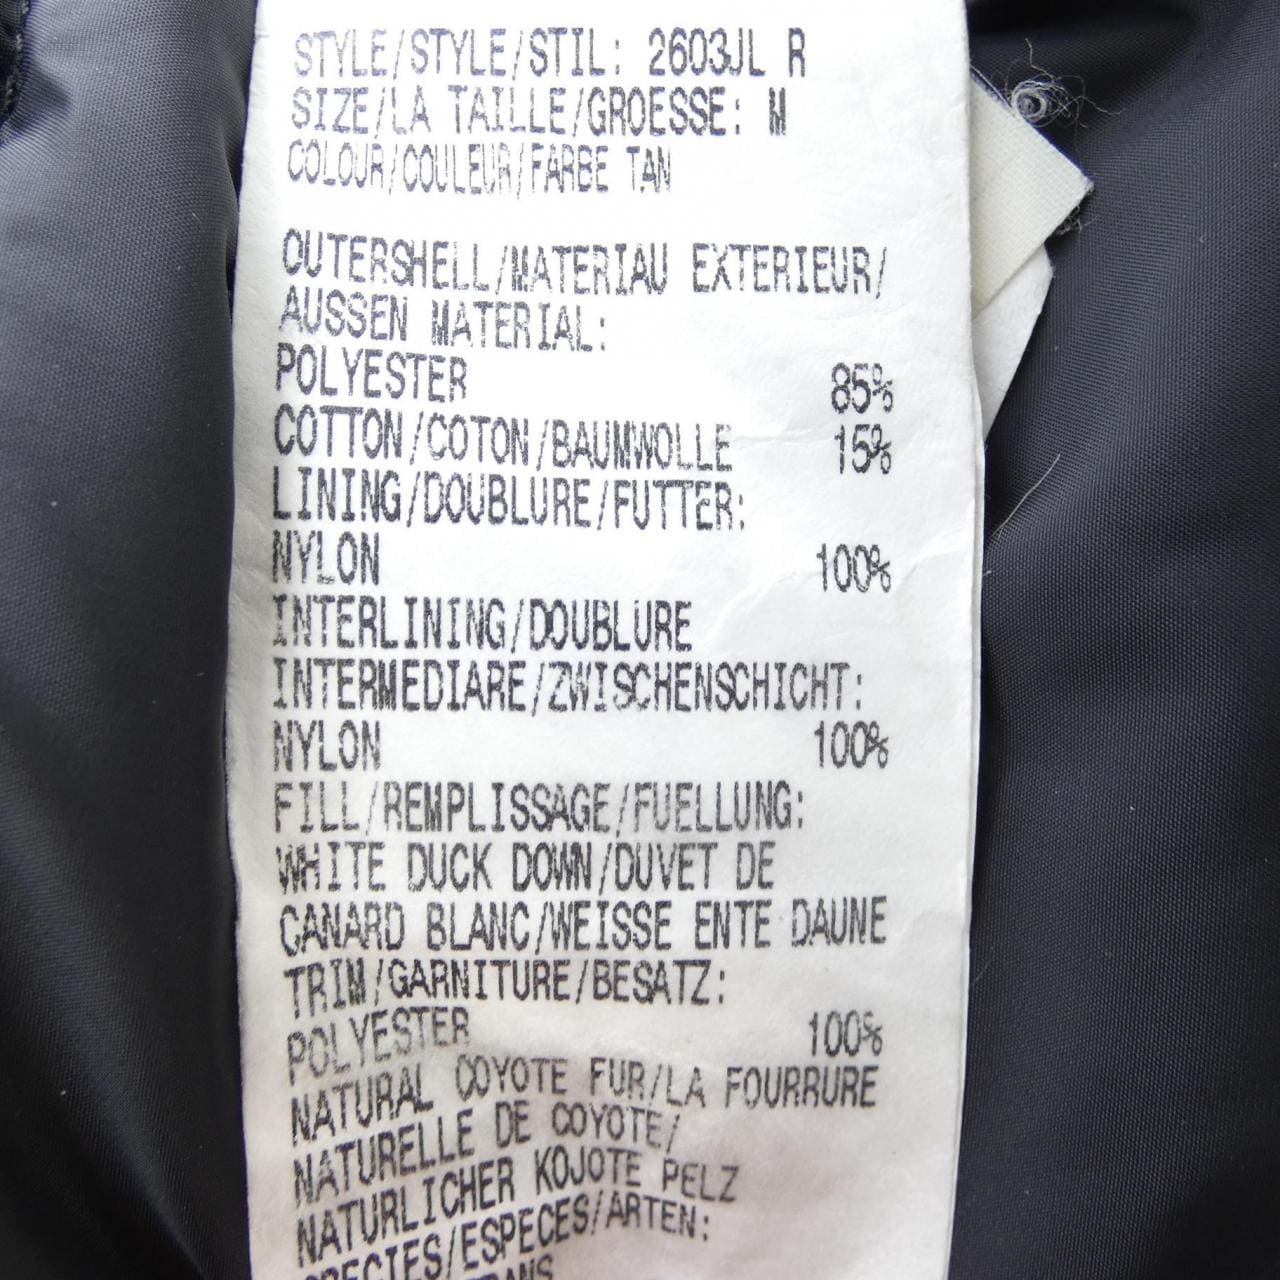 STYLE/STYLE/STIL: 2603JL R
SIZE/LA TAILLE/GROESSE: M
COLOUR/COULEUR/FARBE TAN
OUTERSHELL/MATERIAU EXTERIEUR/
AUSSEN MATERIAL:
POLYESTER 85%
COTTON/COTON/BAUMWOLLE 15%
LINING/DOUBLURE/FUTTER:
NYLON 100%
INTERLINING/DOUBLURE
INTERMEDIARE/ZWISCHENSCHICHT:
NYLON 100%
FILL/REMPLISSAGE/FUELLUNG:
WHITE DUCK DOWN/DUVET DE
CANARD BLANC/WEISSE ENTE DAUNE
TRIM/GARNITURE/BESATZ:
POLYESTER 100%
NATURAL COYOTE FUR/LA FOURRURE
NATURELLE DE COYOTE/
NATURLICHER KOJOTE PELZ
SPECIES/ESPECES/ARTEN: